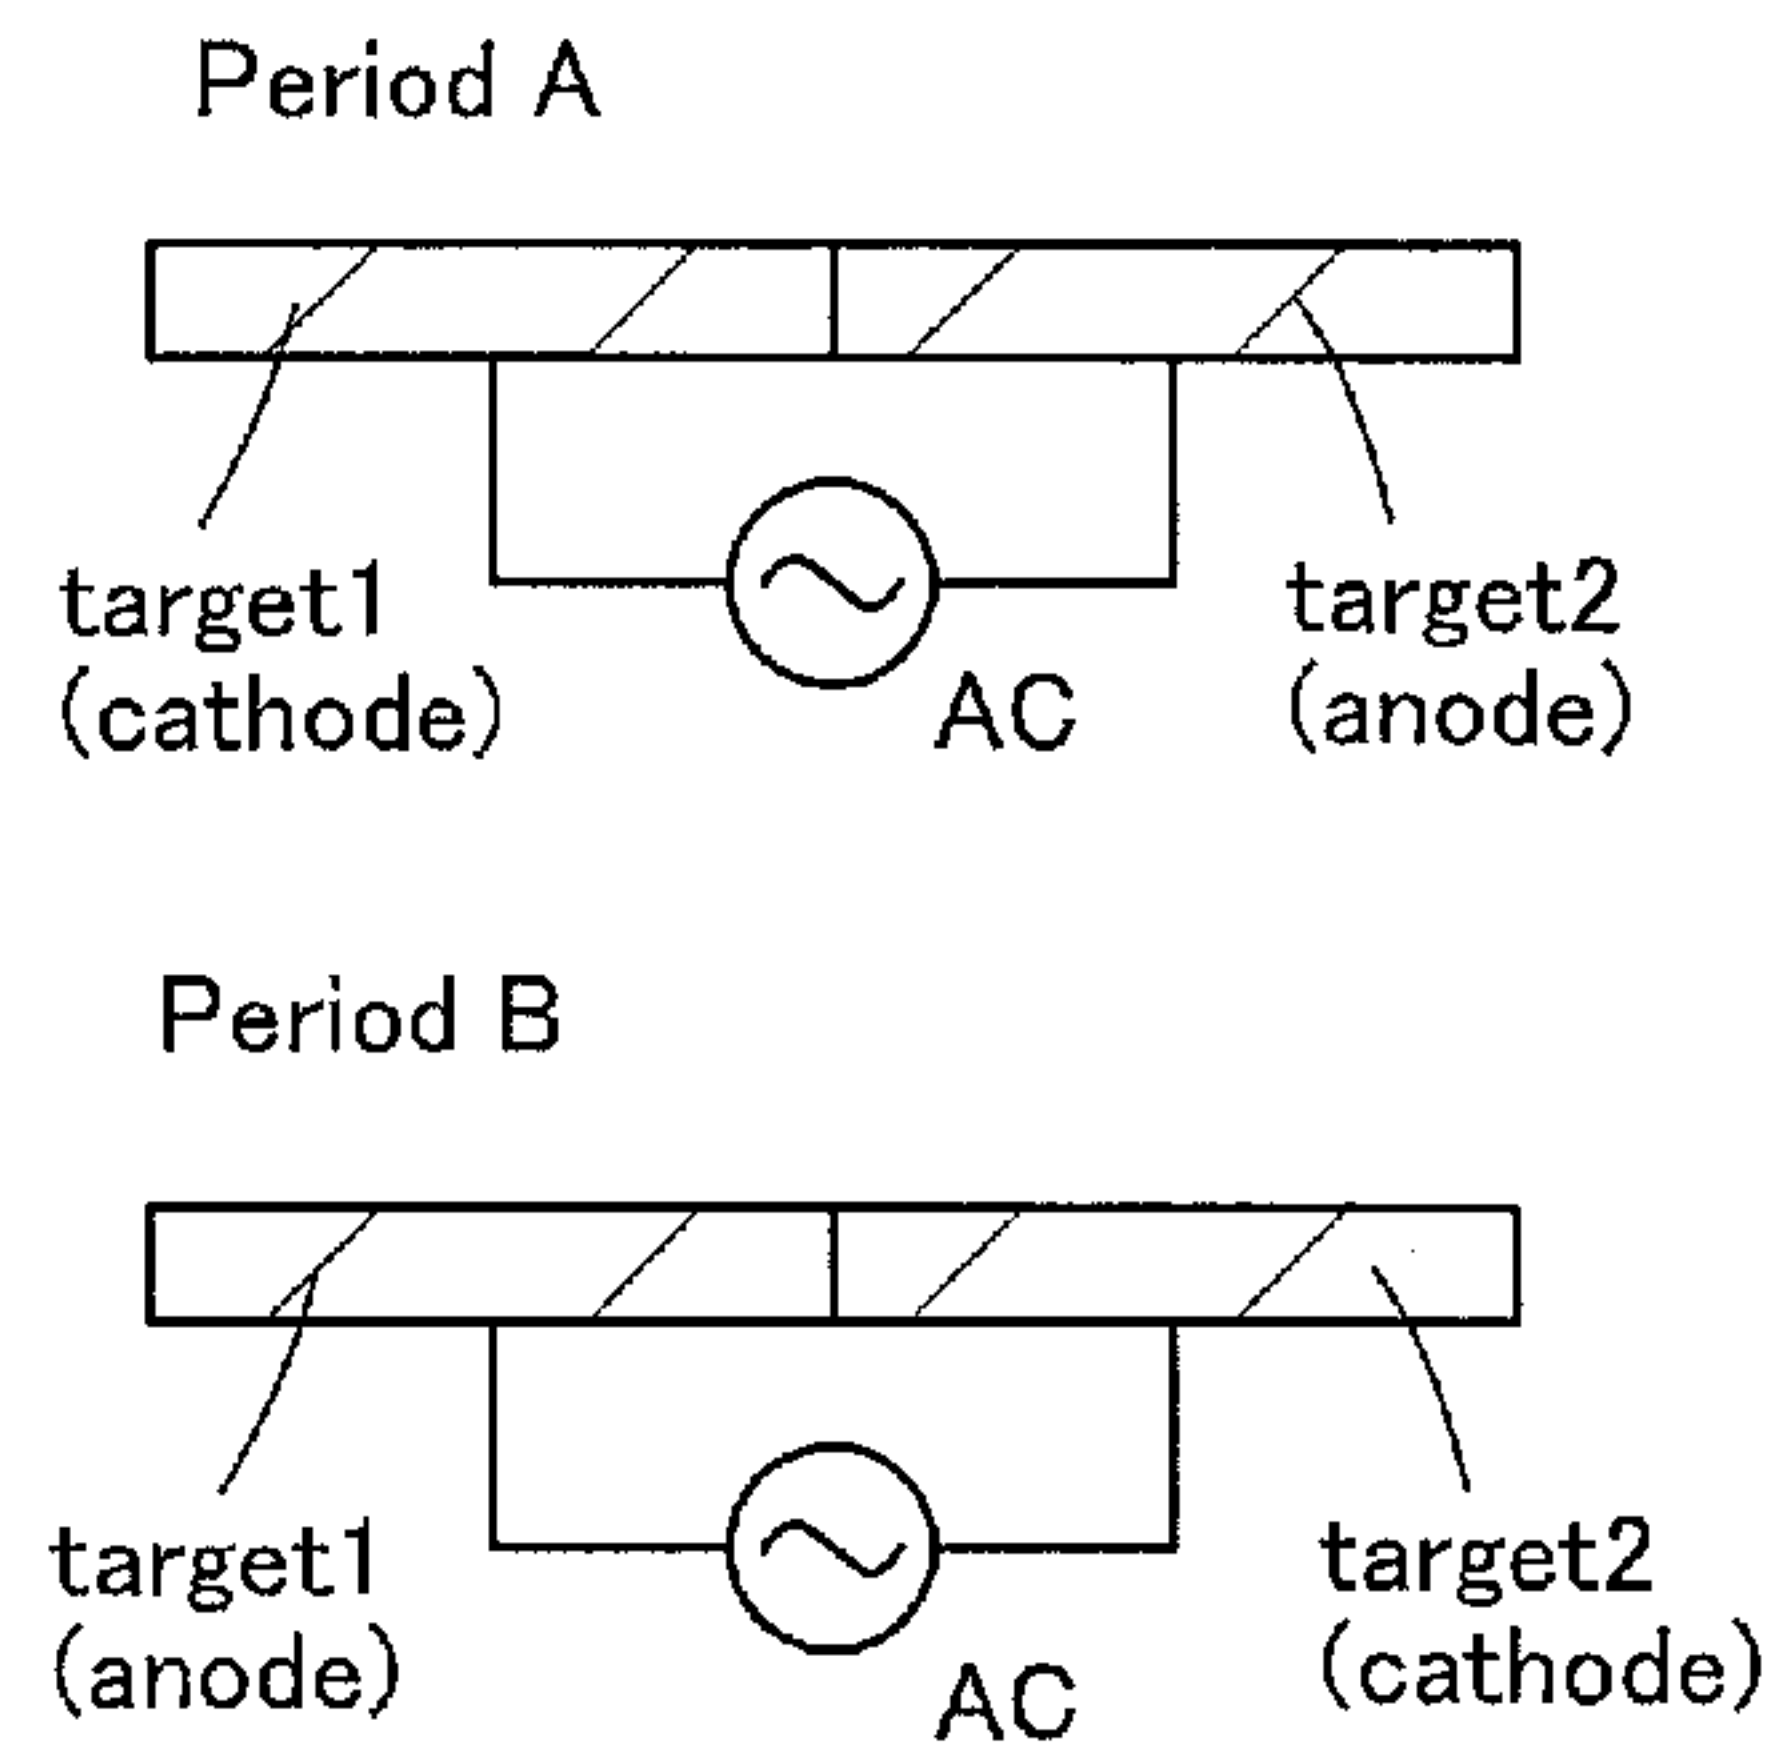 Period A
target1
(cathode)
AC
target2
(anode)
Period B
target1
(anode)
AC
target2
(cathode)